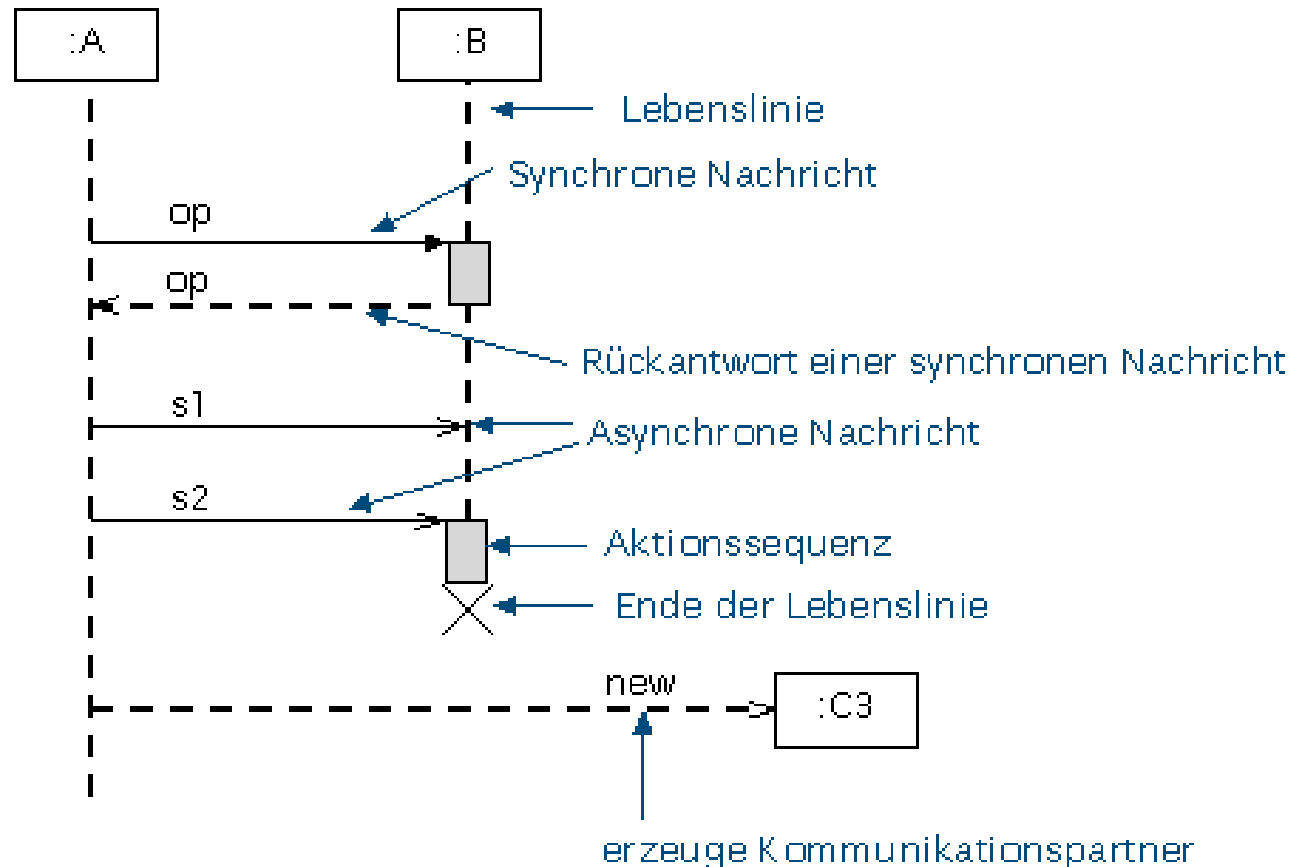 :A
:B
Lebenslinie
Synchrone Nachricht
op
op
Rückantwort einer synchronen Nachricht
s1
Asynchrone Nachricht
s2
Aktionssequenz
Ende der Lebenslinie
new
:C3
erzeuge Kommunikationspartner